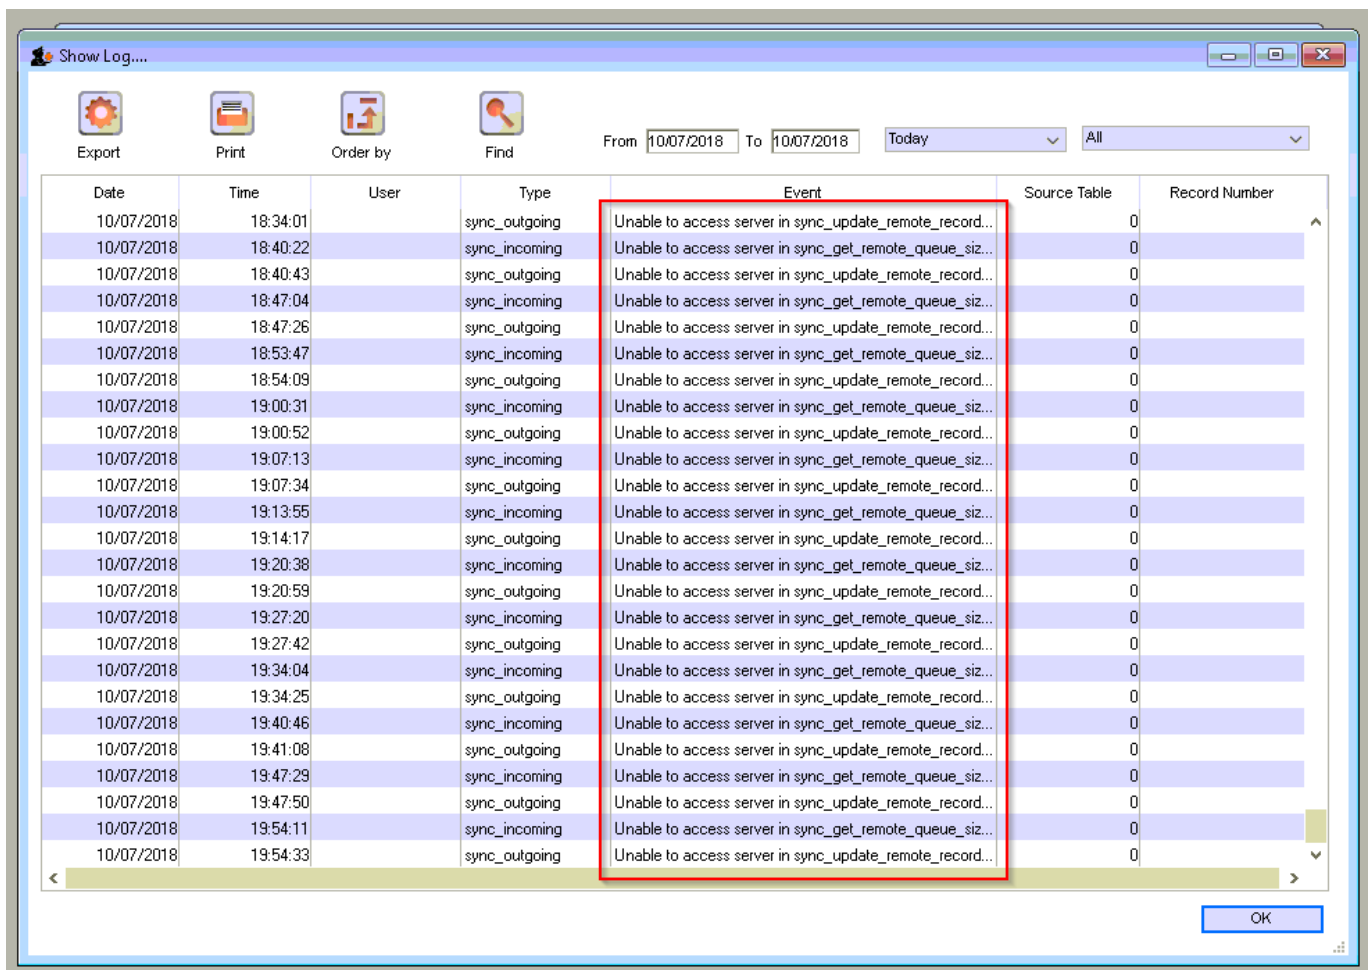 Show Log....
Export Print Order by Find From 10/07/2018 To 10/07/2018 Today All
Date Time User Type Event Source Table Record Number
10/07/2018 18:34:01 sync_outgoing Unable to access server in sync_update_remote_record... 0
10/07/2018 18:40:22 sync_incoming Unable to access server in sync_get_remote_queue_siz... 0
10/07/2018 18:40:43 sync_outgoing Unable to access server in sync_update_remote_record... 0
10/07/2018 18:47:04 sync_incoming Unable to access server in sync_get_remote_queue_siz... 0
10/07/2018 18:47:26 sync_outgoing Unable to access server in sync_update_remote_record... 0
10/07/2018 18:53:47 sync_incoming Unable to access server in sync_get_remote_queue_siz... 0
10/07/2018 18:54:09 sync_outgoing Unable to access server in sync_update_remote_record... 0
10/07/2018 19:00:31 sync_incoming Unable to access server in sync_get_remote_queue_siz... 0
10/07/2018 19:00:52 sync_outgoing Unable to access server in sync_update_remote_record... 0
10/07/2018 19:07:13 sync_incoming Unable to access server in sync_get_remote_queue_siz... 0
10/07/2018 19:07:34 sync_outgoing Unable to access server in sync_update_remote_record... 0
10/07/2018 19:13:55 sync_incoming Unable to access server in sync_get_remote_queue_siz... 0
10/07/2018 19:14:17 sync_outgoing Unable to access server in sync_update_remote_record... 0
10/07/2018 19:20:38 sync_incoming Unable to access server in sync_get_remote_queue_siz... 0
10/07/2018 19:20:59 sync_outgoing Unable to access server in sync_update_remote_record... 0
10/07/2018 19:27:20 sync_incoming Unable to access server in sync_get_remote_queue_siz... 0
10/07/2018 19:27:42 sync_outgoing Unable to access server in sync_update_remote_record... 0
10/07/2018 19:34:04 sync_incoming Unable to access server in sync_get_remote_queue_siz... 0
10/07/2018 19:34:25 sync_outgoing Unable to access server in sync_update_remote_record... 0
10/07/2018 19:40:46 sync_incoming Unable to access server in sync_get_remote_queue_siz... 0
10/07/2018 19:41:08 sync_outgoing Unable to access server in sync_update_remote_record... 0
10/07/2018 19:47:29 sync_incoming Unable to access server in sync_get_remote_queue_siz... 0
10/07/2018 19:47:50 sync_outgoing Unable to access server in sync_update_remote_record... 0
10/07/2018 19:54:11 sync_incoming Unable to access server in sync_get_remote_queue_siz... 0
10/07/2018 19:54:33 sync_outgoing Unable to access server in sync_update_remote_record... 0
OK